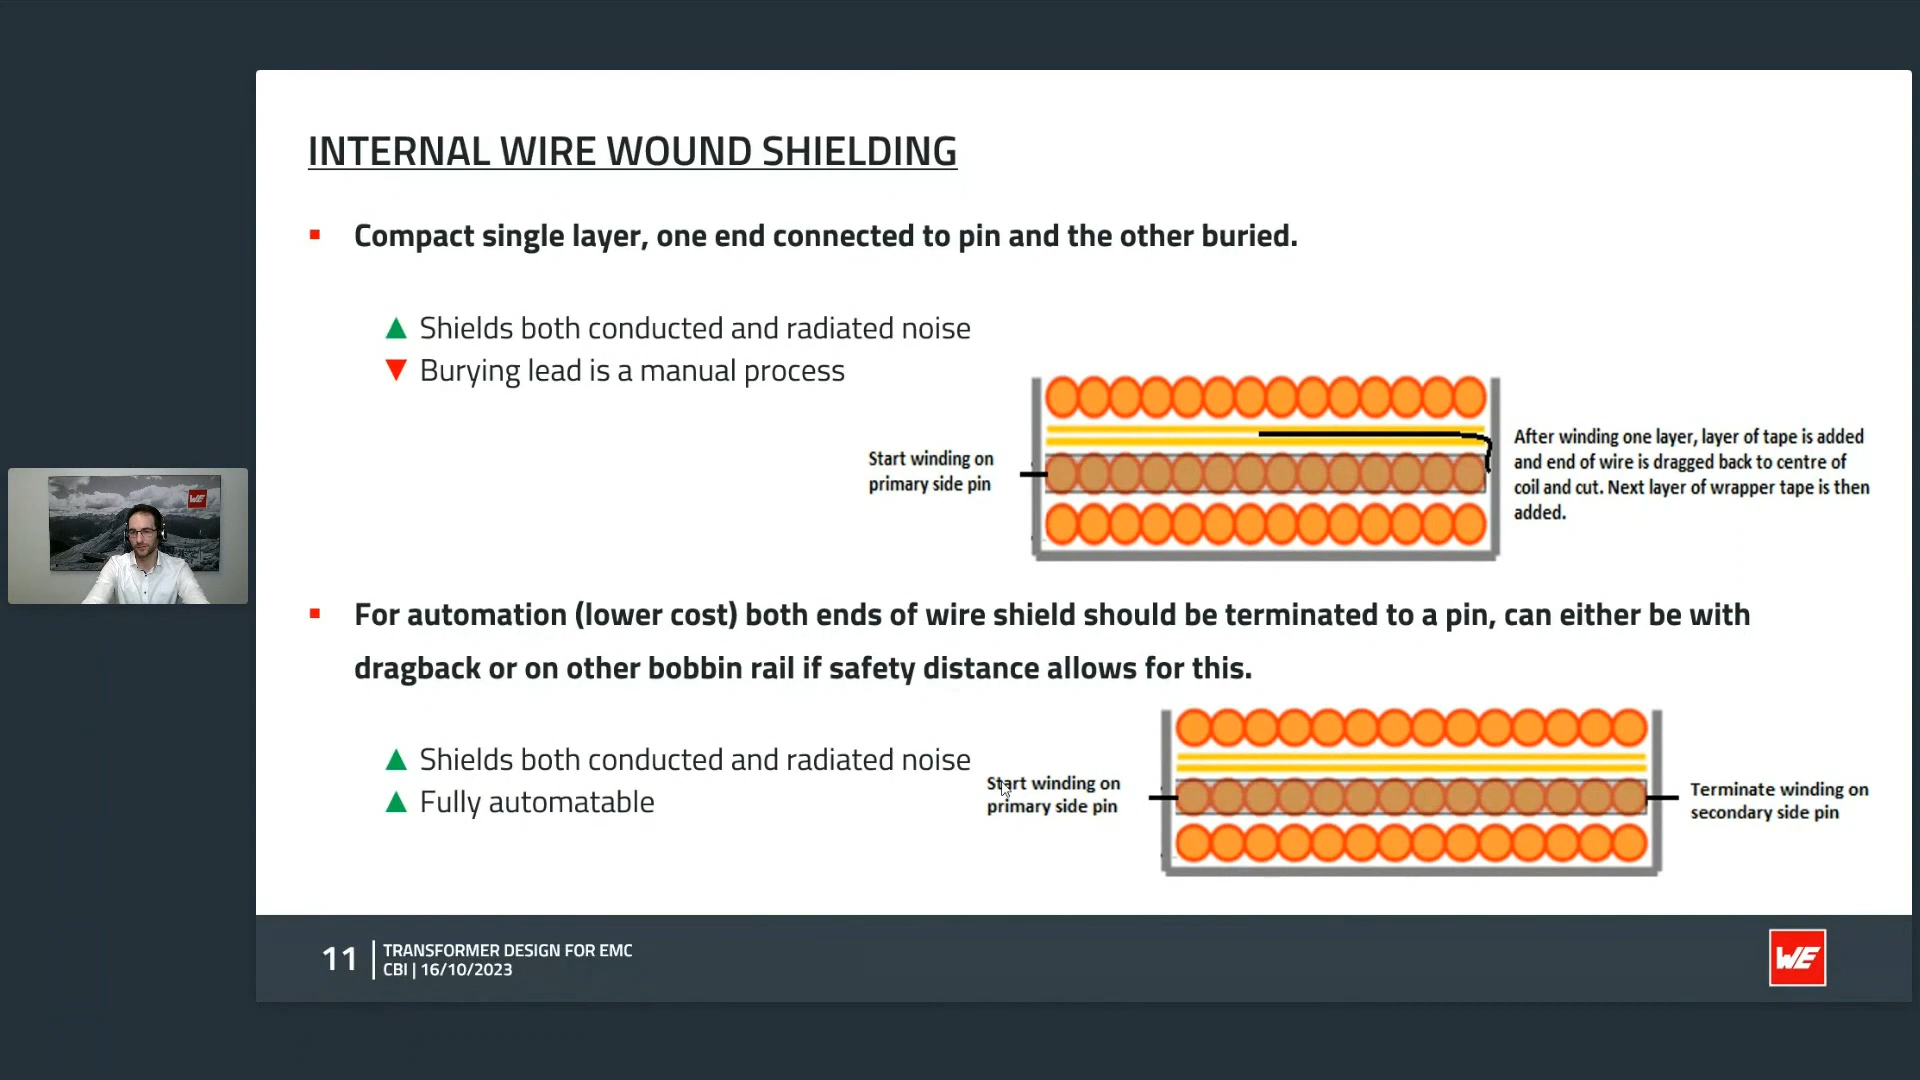 INTERNAL WIRE WOUND SHIELDING
Compact single layer, one end connected to pin and the other buried.
Shields both conducted and radiated noise
Burying lead is a manual process
Start winding on
primary side pin
After winding one layer, layer of tape is added
and end of wire is dragged back to centre of
coil and cut. Next layer of wrapper tape is then
added.
For automation (lower cost) both ends of wire shield should be terminated to a pin, can either be with
dragback or on other bobbin rail if safety distance allows for this.
Shields both conducted and radiated noise
Fully automatable
Start winding on
primary side pin
Terminate winding on
secondary side pin
11
TRANSFORMER DESIGN FOR EMC
CBI | 16/10/2023
WE
WE